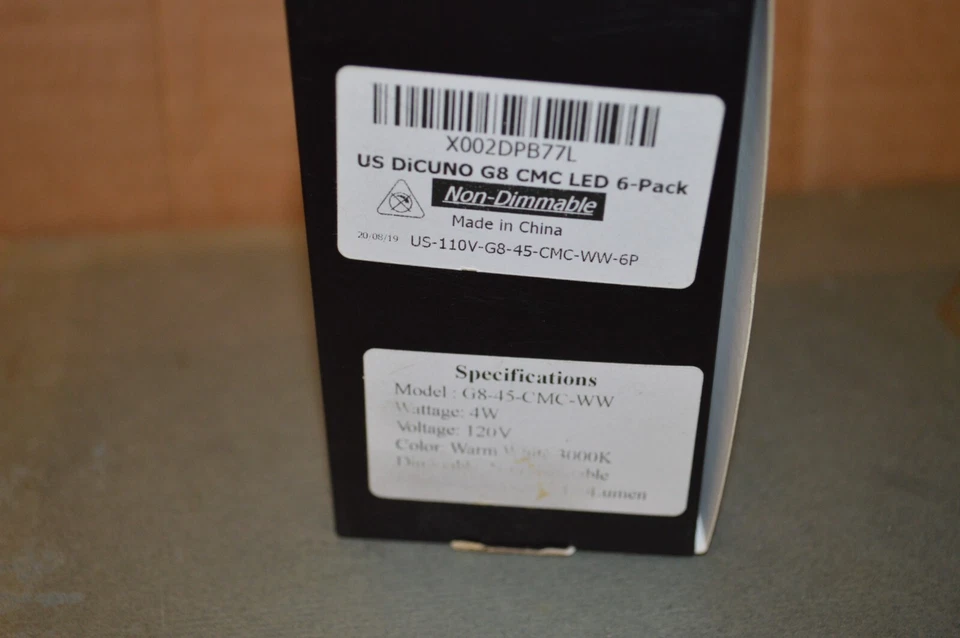 X002DPB77L
US DiCUNO G8 CMC LED 6-Pack
Non-Dimmable
Made in China
20/08/19 US-110V-G8-45-CMC-WW-6P
Specifications
Model : G8-45-CMC-WW
Wattage: 4W
Voltage: 120V
Color: Warm White 3000K
Lumen